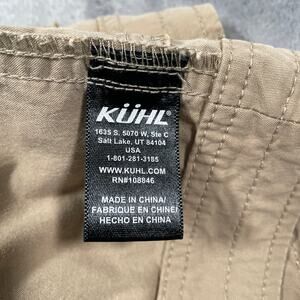 KÜHL®
1635 S. 5070 W, Ste C
Salt Lake, UT 84104
USA
1-801-281-3185
WWW.KUHL.COM
RN#108846
MADE IN CHINA/
FABRIQUE EN CHINE/
HECHO EN CHINA